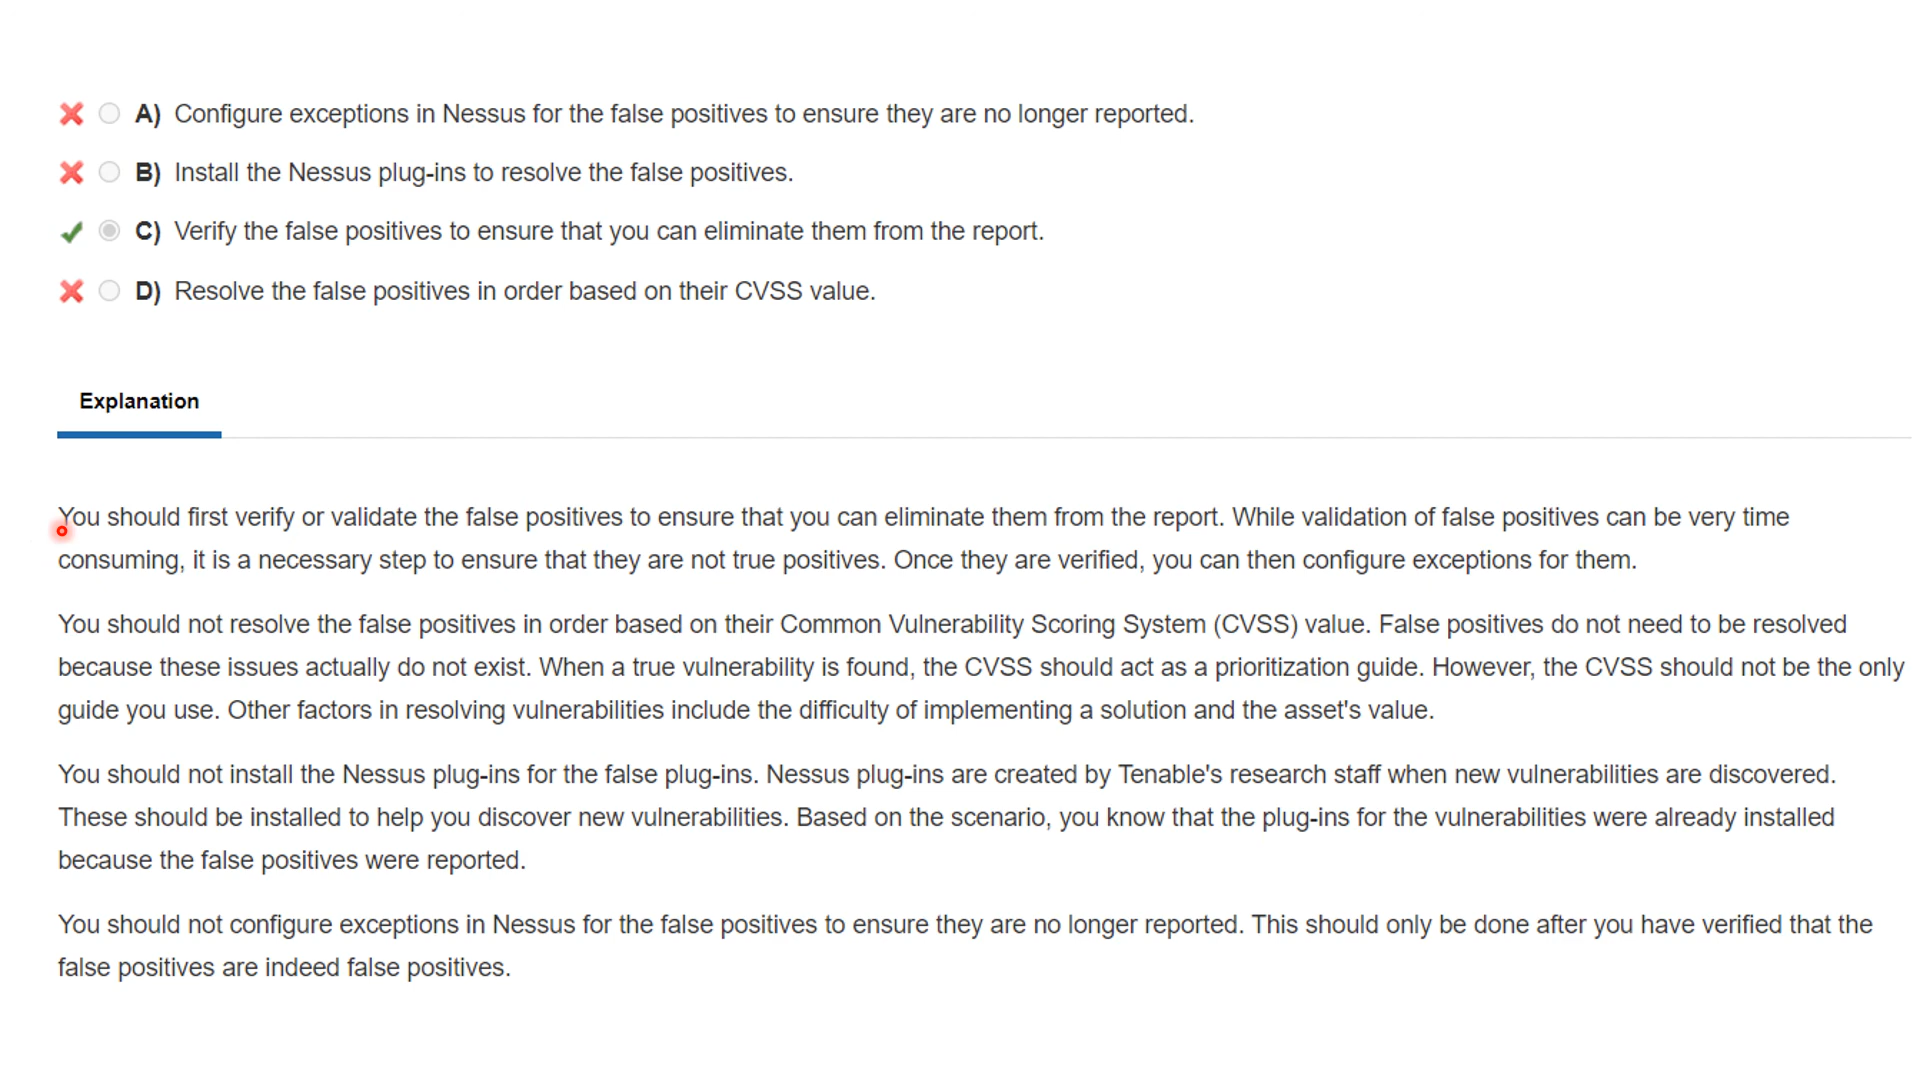 A) Configure exceptions in Nessus for the false positives to ensure they are no longer reported.
B) Install the Nessus plug-ins to resolve the false positives.
C) Verify the false positives to ensure that you can eliminate them from the report.
D) Resolve the false positives in order based on their CVSS value.
Explanation
You should first verify or validate the false positives to ensure that you can eliminate them from the report. While validation of false positives can be very time
consuming, it is a necessary step to ensure that they are not true positives. Once they are verified, you can then configure exceptions for them.
You should not resolve the false positives in order based on their Common Vulnerability Scoring System (CVSS) value. False positives do not need to be resolved
because these issues actually do not exist. When a true vulnerability is found, the CVSS should act as a prioritization guide. However, the CVSS should not be the only
guide you use. Other factors in resolving vulnerabilities include the difficulty of implementing a solution and the asset's value.
You should not install the Nessus plug-ins for the false plug-ins. Nessus plug-ins are created by Tenable's research staff when new vulnerabilities are discovered.
These should be installed to help you discover new vulnerabilities. Based on the scenario, you know that the plug-ins for the vulnerabilities were already installed
because the false positives were reported.
You should not configure exceptions in Nessus for the false positives to ensure they are no longer reported. This should only be done after you have verified that the
false positives are indeed false positives.